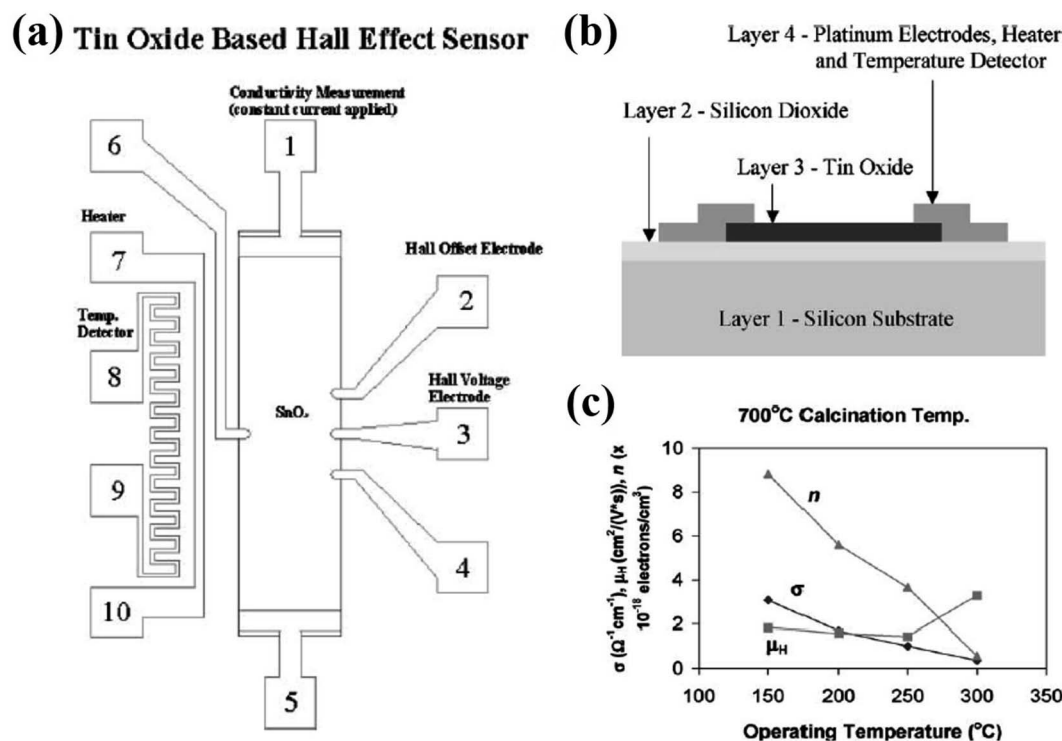 (a) Tin Oxide Based Hall Effect Sensor
Conductivity Measurement
(constant current applied)
6
1
Heater
7
Hall Offset Electrode
2
Temp.
Detector
8
Hall Voltage
Electrode
3
SnOₓ
9
4
10
5
(b)
Layer 4 - Platinum Electrodes, Heater
and Temperature Detector
Layer 2 - Silicon Dioxide
Layer 3 - Tin Oxide
Layer 1 - Silicon Substrate
(c)
700°C Calcination Temp.
σ (Ω⁻¹cm⁻¹), μH (cm²/(V*s)), n (x
10⁻¹⁸ electrons/cm³)
10
8
6
4
2
0
n
σ
μH
100 150 200 250 300 350
Operating Temperature (°C)